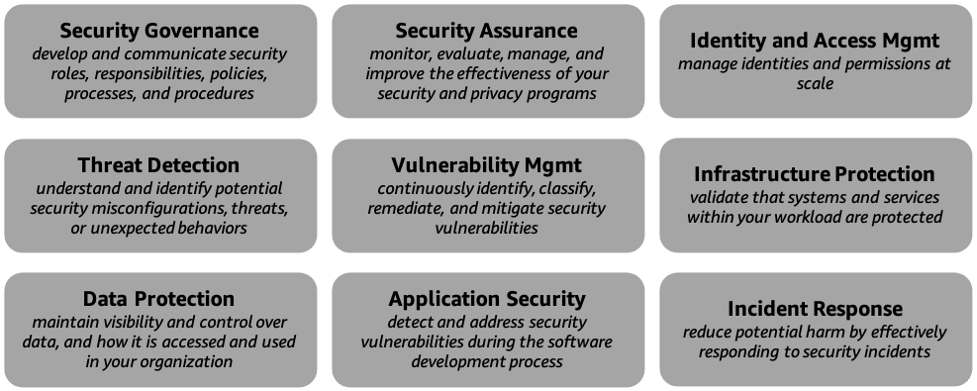 Security Governance
develop and communicate security
roles, responsibilities, policies,
processes, and procedures
Security Assurance
monitor, evaluate, manage, and
improve the effectiveness of your
security and privacy programs
Identity and Access Mgmt
manage identities and permissions at
scale
Threat Detection
understand and identify potential
security misconfigurations, threats,
or unexpected behaviors
Vulnerability Mgmt
continuously identify, classify,
remediate, and mitigate security
vulnerabilities
Infrastructure Protection
validate that systems and services
within your workload are protected
Data Protection
maintain visibility and control over
data, and how it is accessed and used
in your organization
Application Security
detect and address security
vulnerabilities during the software
development process
Incident Response
reduce potential harm by effectively
responding to security incidents